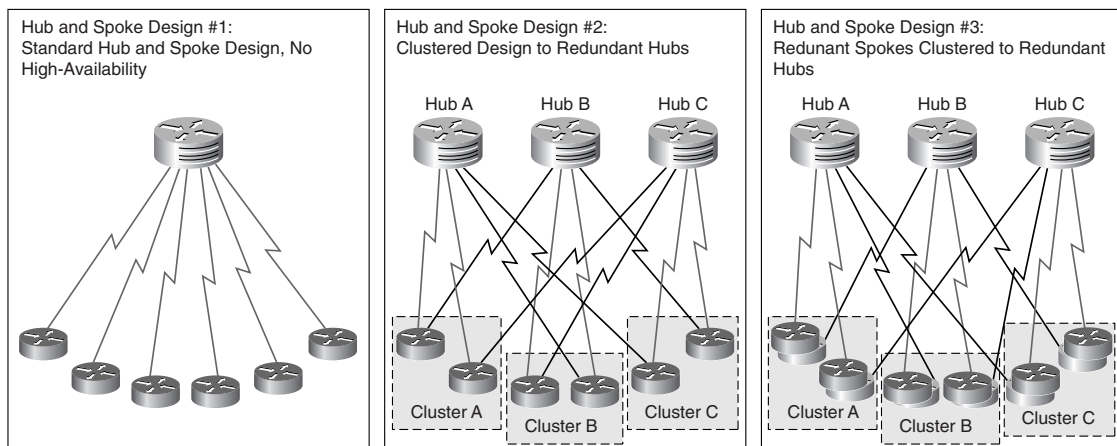 Hub and Spoke Design #1:
Standard Hub and Spoke Design, No
High-Availability
Hub and Spoke Design #2:
Clustered Design to Redundant Hubs
Hub A
Hub B
Hub C
Cluster A
Cluster B
Cluster C
Hub and Spoke Design #3:
Redunant Spokes Clustered to Redundant
Hubs
Hub A
Hub B
Hub C
Cluster A
Cluster B
Cluster C